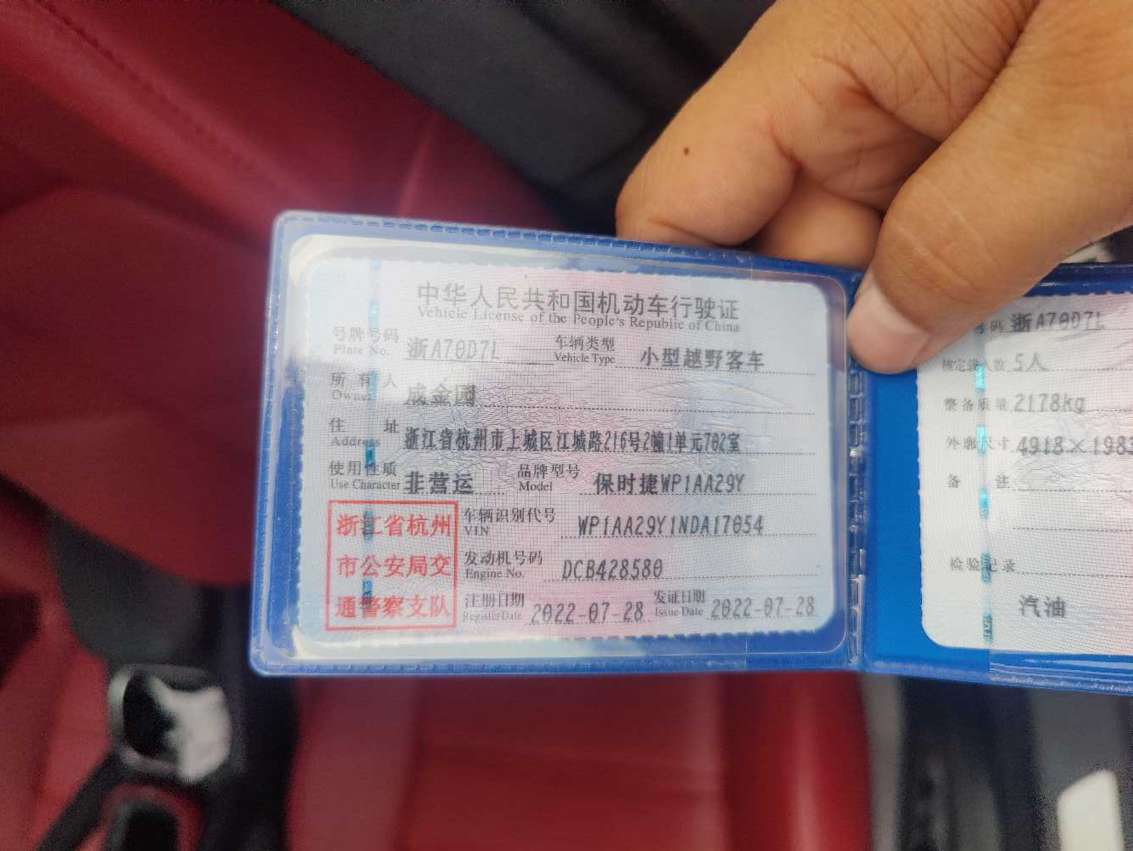 中华人民共和国机动车行驶证
Vehicle License of the People's Republic of China
号牌号码 浙A70D7L 车辆类型 小型越野客车
Plate No. Vehicle Type
所有人 成金圆
Owner
住址 浙江省杭州市上城区江城路216号2幢1单元702室
Address
使用性质 非营运 品牌型号 保时捷WP1AA29Y
Use Character Model
浙江省杭州
市公安局交
通警察支队
车辆识别代号 WP1AA29Y1NDA17054
VIN
发动机号码 DCB428580
Engine No.
注册日期 2022-07-28 发证日期 2022-07-28
Register Date Issue Date
号码 浙A70D7L
人数 5人
整备质量 2178kg
外廓尺寸 4918×1983
备注
检验记录
汽油